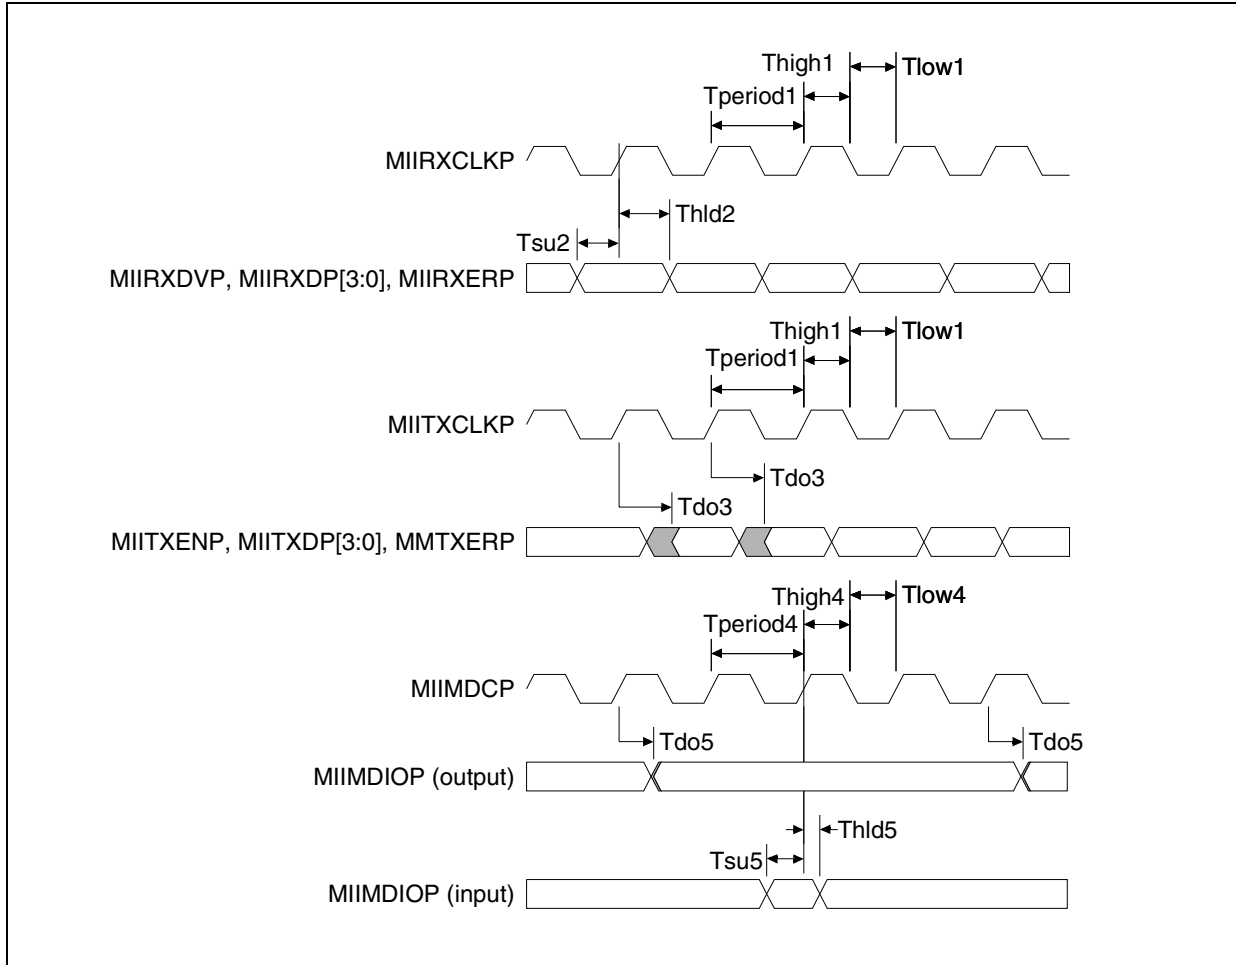 Thigh1 Tlow1
Tperiod1
MIIRXCLKP
Thld2
Tsu2
MIIRXDVP, MIIRXDP[3:0], MIIRXERP
Thigh1 Tlow1
Tperiod1
MIITXCLKP
Tdo3
Tdo3
MIITXENP, MIITXDP[3:0], MMTXERP
Thigh4 Tlow4
Tperiod4
MIIMDCP
Tdo5 Tdo5
MIIMDIOP (output)
Thld5
Tsu5
MIIMDIOP (input)